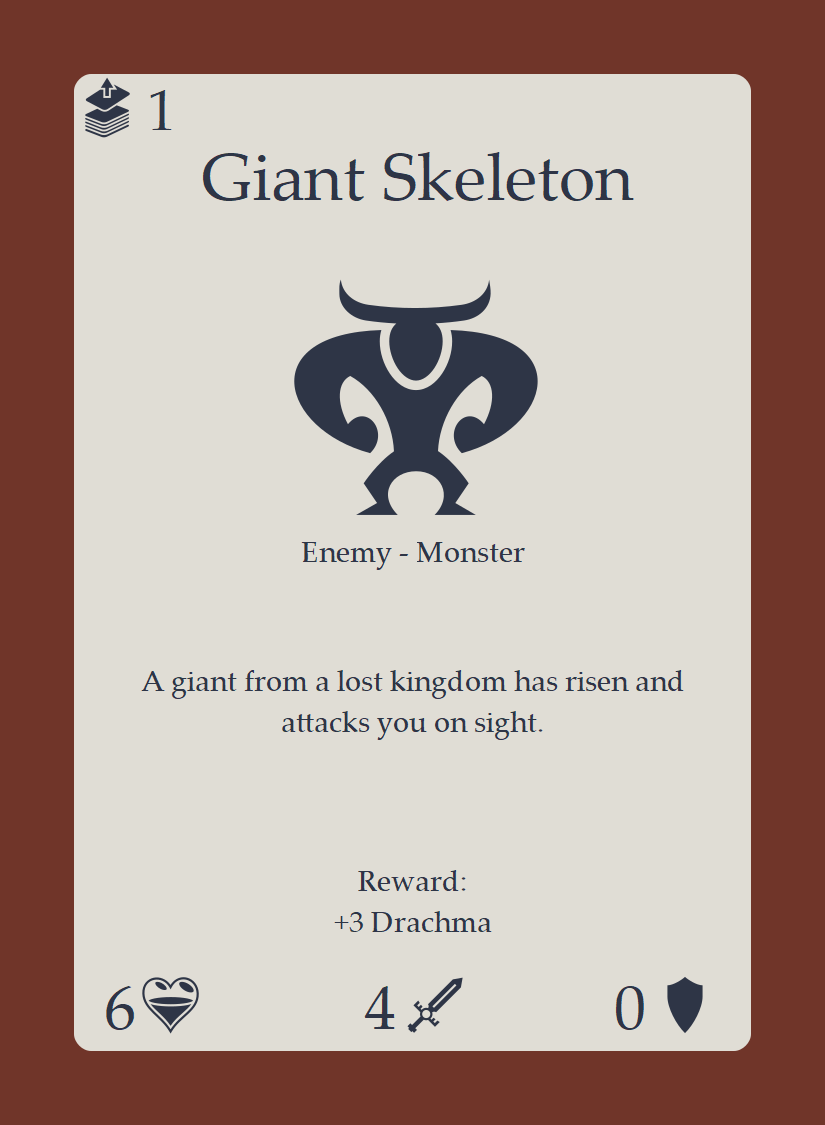 1
Giant Skeleton
Enemy - Monster
A giant from a lost kingdom has risen and
attacks you on sight.
Reward:
+3 Drachma
6 4 0